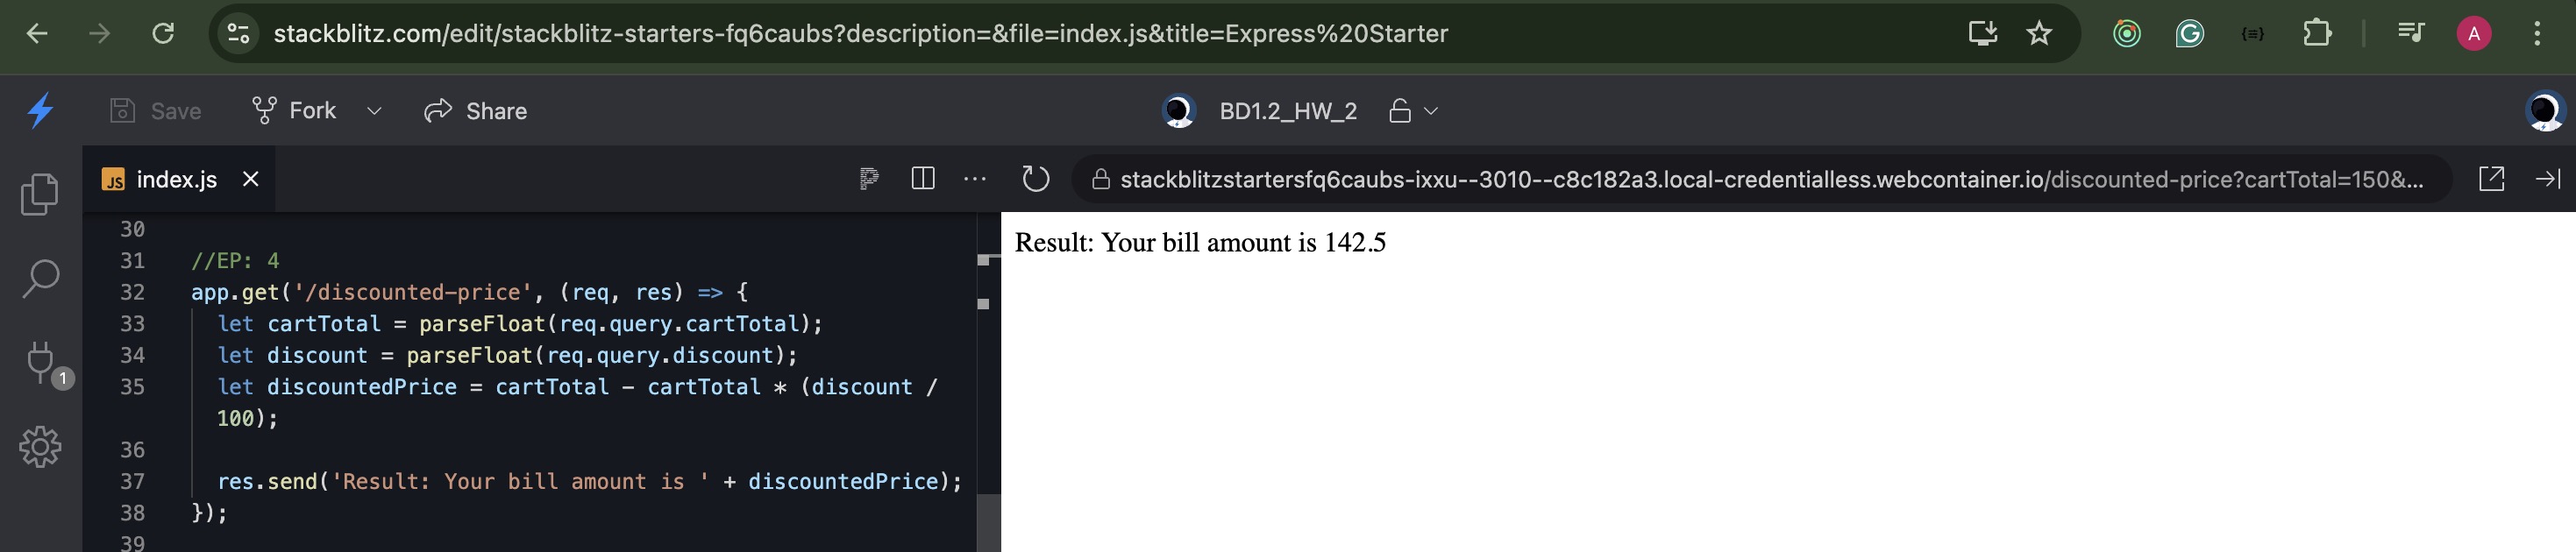 stackblitz.com/edit/stackblitz-starters-fq6caubs?description=&file=index.js&title=Express%20Starter
A
Save Fork Share BD1.2_HW_2
JS index.js
stackblitzstartersfq6caubs-ixxu--3010--c8c182a3.local-credentialless.webcontainer.io/discounted-price?cartTotal=150&...
30
31 //EP: 4
32 app.get('/discounted-price', (req, res) => {
33 let cartTotal = parseFloat(req.query.cartTotal);
34 let discount = parseFloat(req.query.discount);
35 let discountedPrice = cartTotal - cartTotal * (discount /
100);
36
37 res.send('Result: Your bill amount is ' + discountedPrice);
38 });
39
1
Result: Your bill amount is 142.5